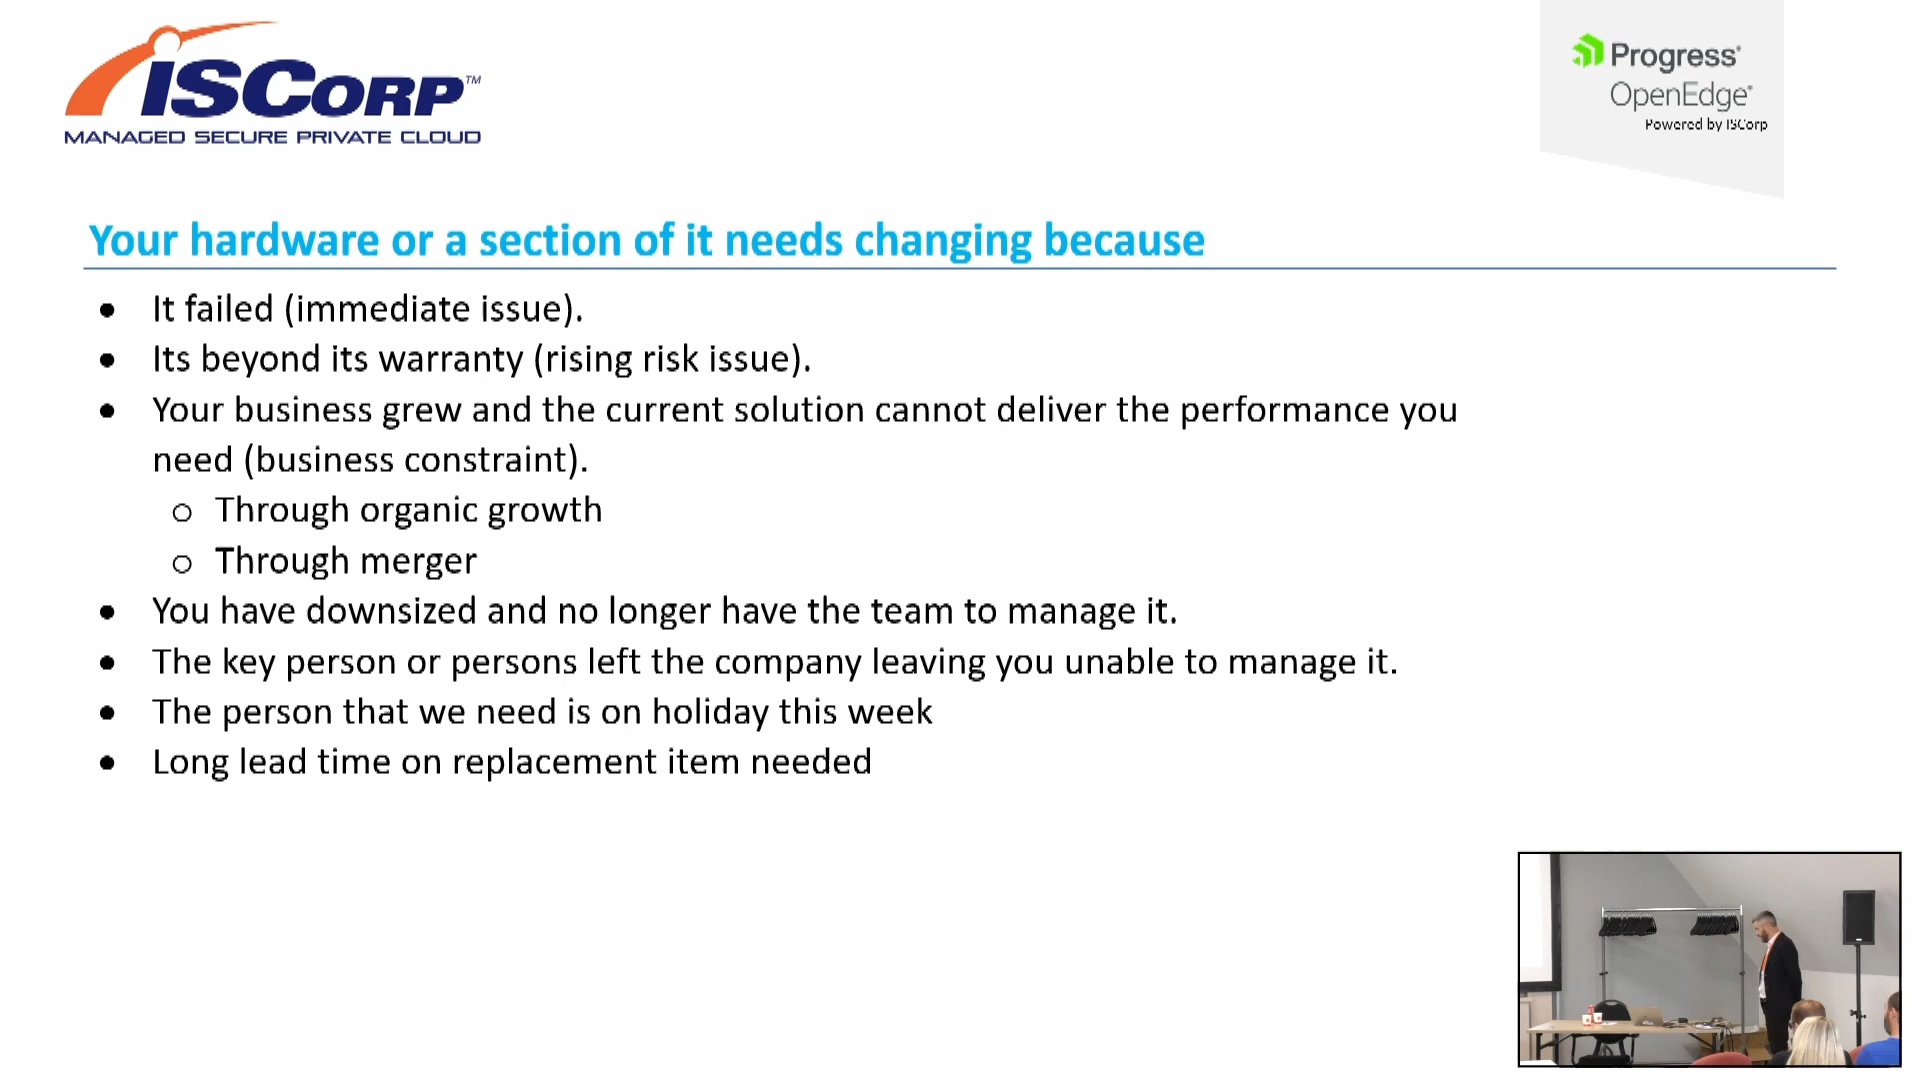 ISCORP™
MANAGED SECURE PRIVATE CLOUD
Progress®
OpenEdge®
Powered by ISCorp
Your hardware or a section of it needs changing because
● It failed (immediate issue).
● Its beyond its warranty (rising risk issue).
● Your business grew and the current solution cannot deliver the performance you
need (business constraint).
○ Through organic growth
○ Through merger
● You have downsized and no longer have the team to manage it.
● The key person or persons left the company leaving you unable to manage it.
● The person that we need is on holiday this week
● Long lead time on replacement item needed